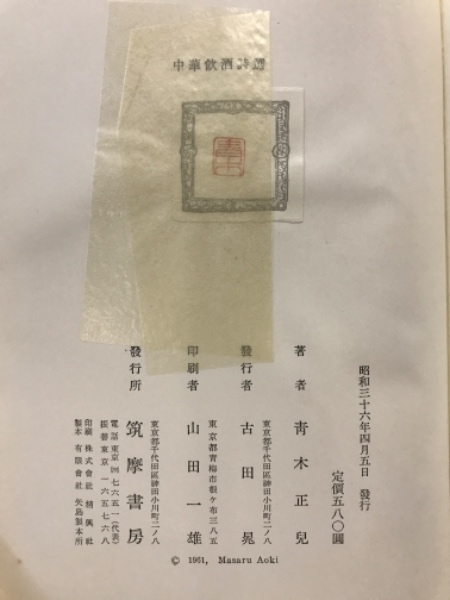 中華飲酒詩選
昭和三十六年四月五日 發行
定價五八〇圓
著者 青木正兒
發行者 古田晁
東京都千代田區神田小川町二ノ八
印刷者 山田一雄
東京都青梅市根ケ布三八五
發行所 筑摩書房
東京都千代田區神田小川町二ノ八
電話東京(291)七六五一(代表)
振替東京 一六五七六八
印刷 株式會社 精興社
製本 有限會社 矢島製本所
© 1961, Masaru Aoki
青木